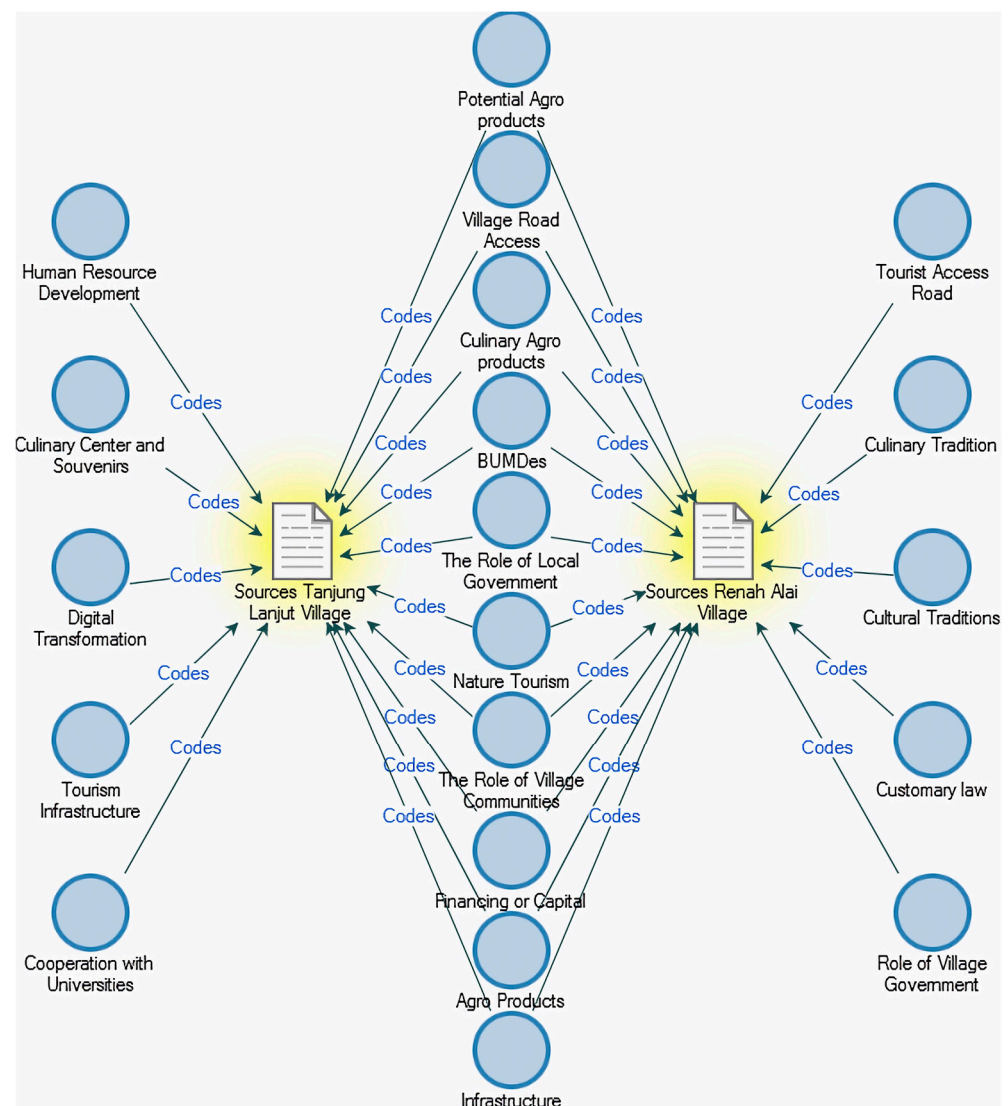 Potential Agro
products
Village Road
Access
Human Resource
Development
Tourist Access
Road
Codes
Codes
Culinary Agro
products
Codes
Codes
Codes
Codes
Culinary Center and
Souvenirs
Codes
Codes
BUMDes
Culinary Tradition
Codes
Codes
Codes
Codes
Codes
Codes
The Role of Local
Government
Sources Tanjung
Lanjut Village
Sources Renah Alai
Village
Codes
Codes
Digital
Transformation
Cultural Traditions
Codes
Codes
Nature Tourism
Codes
Codes
Codes
Codes
Codes
Codes
Codes
Codes
Codes
Codes
The Role of Village
Communities
Tourism
Infrastructure
Customary law
Codes
Codes
Financing or Capital
Cooperation with
Universities
Role of Village
Government
Agro Products
Infrastructure